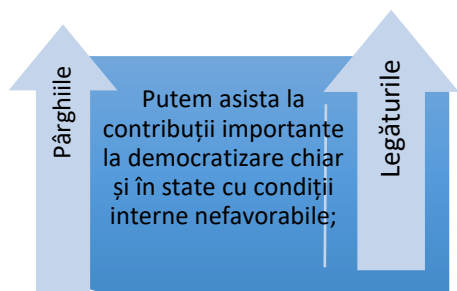 Pârghiile
Putem asista la
contribuții importante
la democratizare chiar
și în state cu condiții
interne nefavorabile;
Legăturile